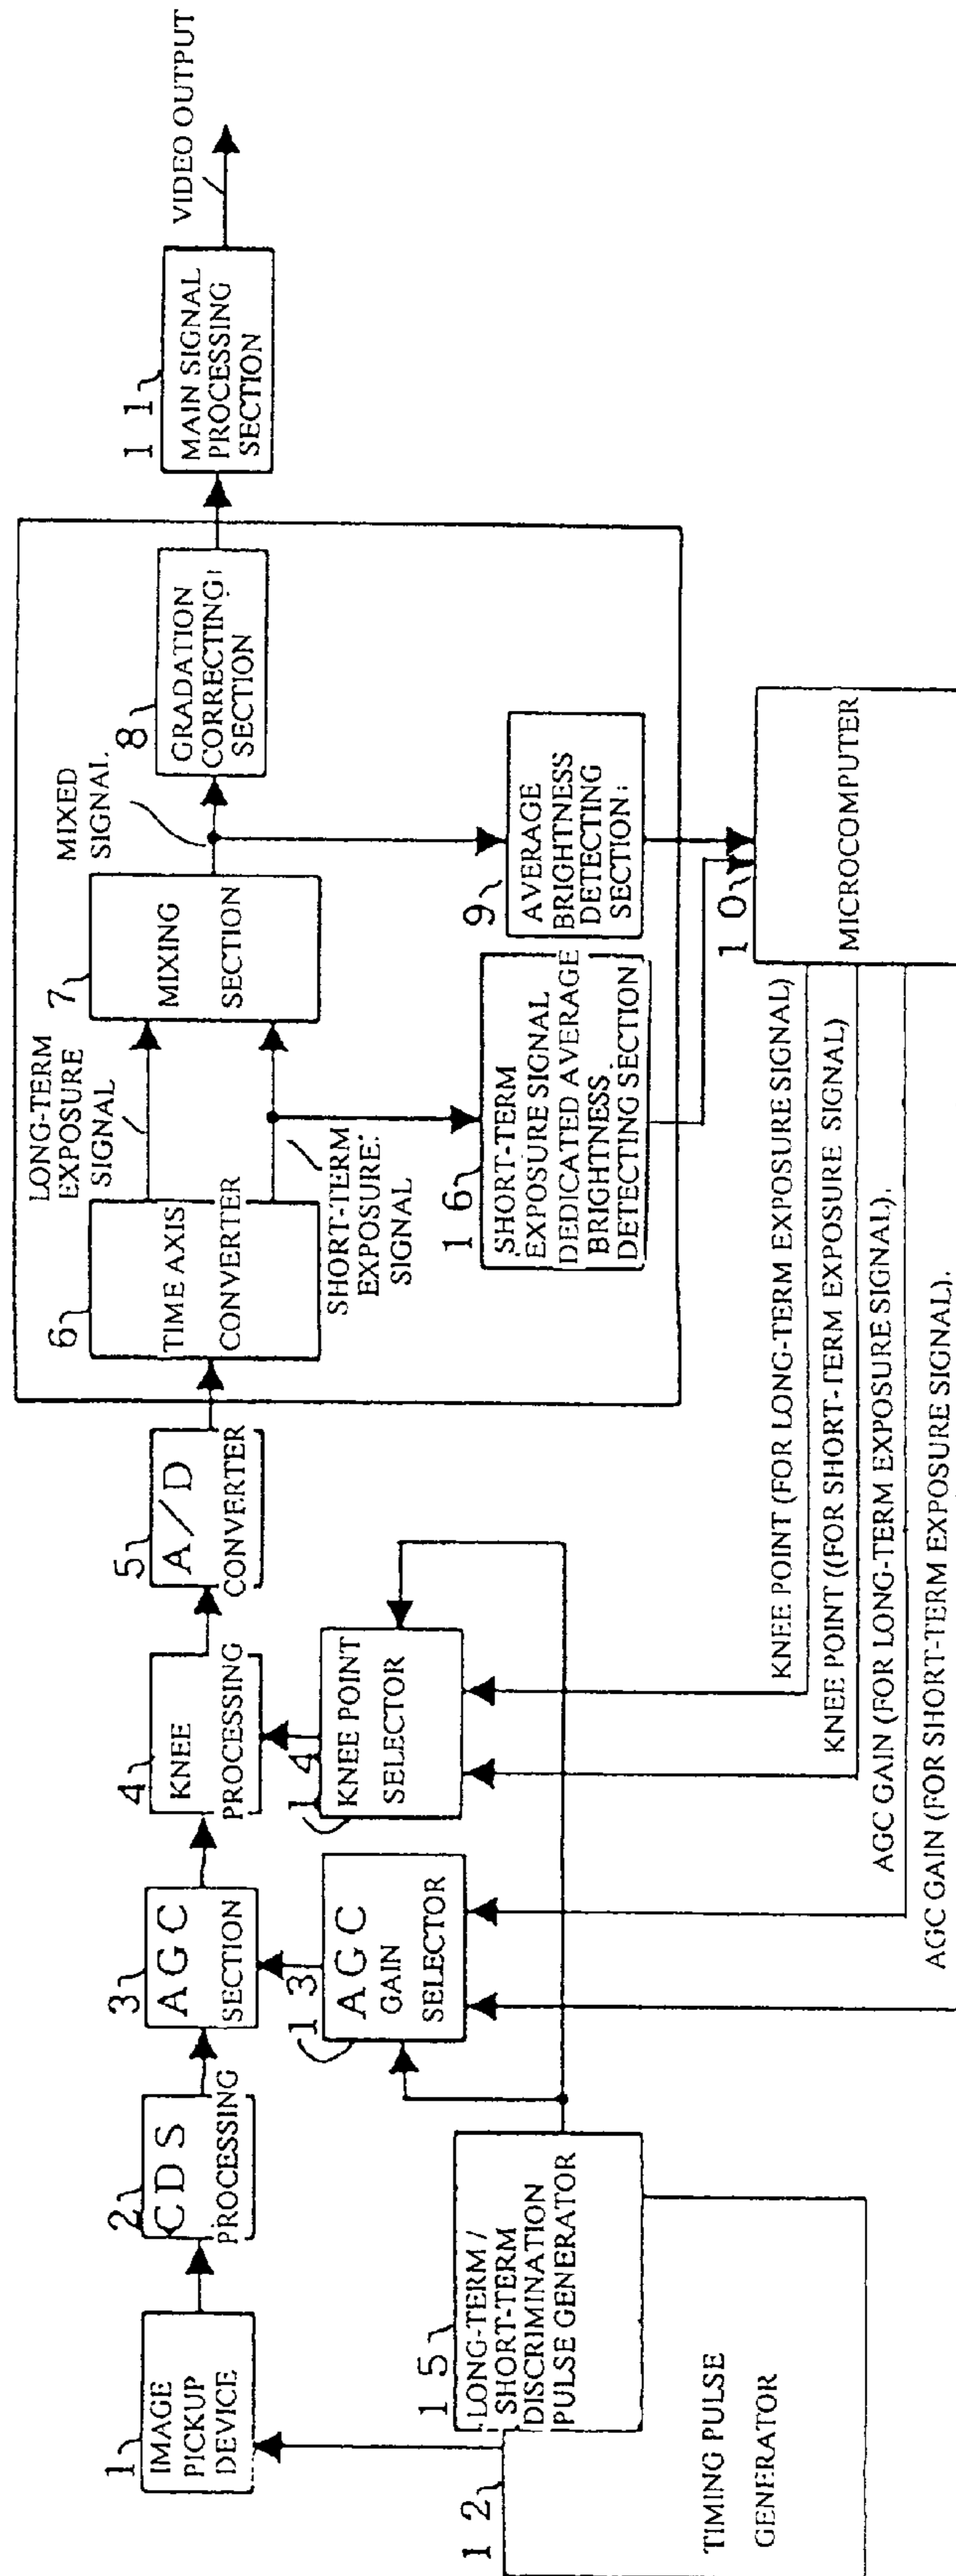 1
IMAGE
PICKUP
DEVICE
2
CDS
PROCESSING
3
AGC
SECTION
4
KNEE
PROCESSING
5
A/D
CONVERTER
6
TIME AXIS
CONVERTER
LONG-TERM
EXPOSURE
SIGNAL
SHORT-TERM
EXPOSURE.
SIGNAL
7
MIXING
SECTION
MIXED
SIGNAL.
8
GRADATION
CORRECTING:
SECTION
11
MAIN SIGNAL
PROCESSING
SECTION
VIDEO OUTPUT
13
AGC
GAIN
SELECTOR
14
KNEE POINT
SELECTOR
16
SHORT-TERM
EXPOSURE SIGNAL
DEDICATED AVERAGE
BRIGHTNESS
DETECTING SECTION
9
AVERAGE
BRIGHTNESS
DETECTING
SECTION:
15
LONG-TERM /
SHORT-TERM
DISCRIMINATION
PULSE GENERATOR
12
TIMING PULSE
GENERATOR
10
MICROCOMPUTER
KNEE POINT (FOR LONG-TERM EXPOSURE SIGNAL)
KNEE POINT ((FOR SHORT-TERM EXPOSURE SIGNAL)
AGC GAIN (FOR LONG-TERM EXPOSURE SIGNAL).
AGC GAIN (FOR SHORT-TERM EXPOSURE SIGNAL).